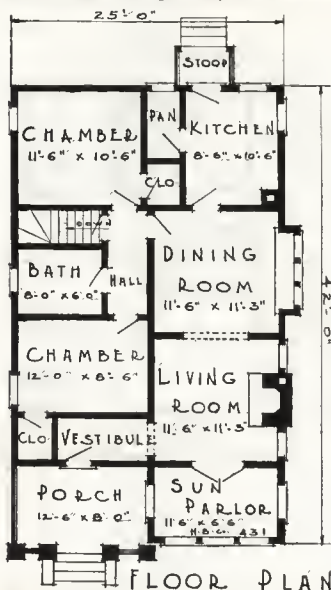 25'-0"
STOOP
CHAMBER
11'-6" x 10'-6"
PAN
KITCHEN
8'-6" x 10'-6"
CLO.
DOWN
BATH
8'-0" x 6'-0"
HALL
DINING
ROOM
11'-6" x 11'-3"
42'-0"
CHAMBER
12'-0" x 8'-6"
LIVING
ROOM
11'-6" x 11'-3"
CLO.
VESTIBULE
PORCH
12'-6" x 8'-0"
SUN
PARLOR
11'6" x 6'6"
H.B.G. 431
FLOOR PLAN